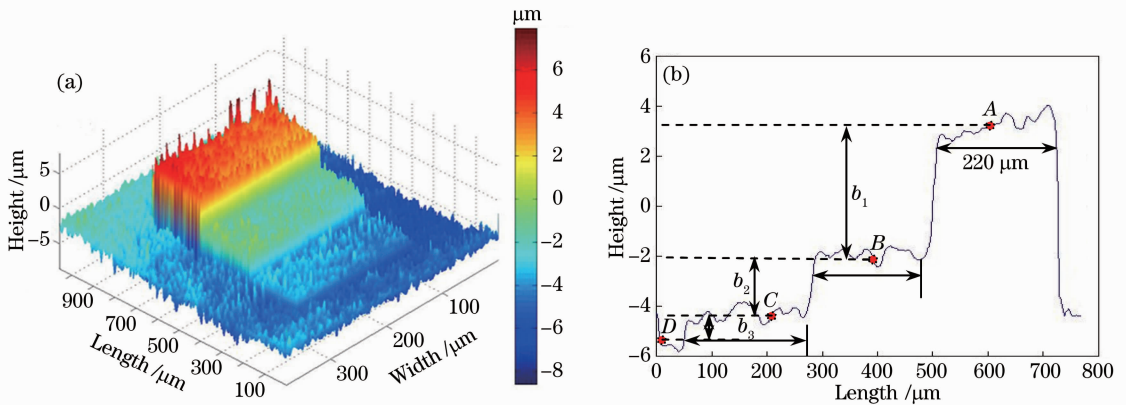 (a)
μm
6
4
2
0
−2
−4
−6
−8
Height /μm
5
0
−5
900
700
500
300
100
Length /μm
300
200
100
Width /μm
(b)
6
4
2
0
−2
−4
−6
Height /μm
0 100 200 300 400 500 600 700 800
Length /μm
A
220 μm
b1
B
b2
C
D
b3